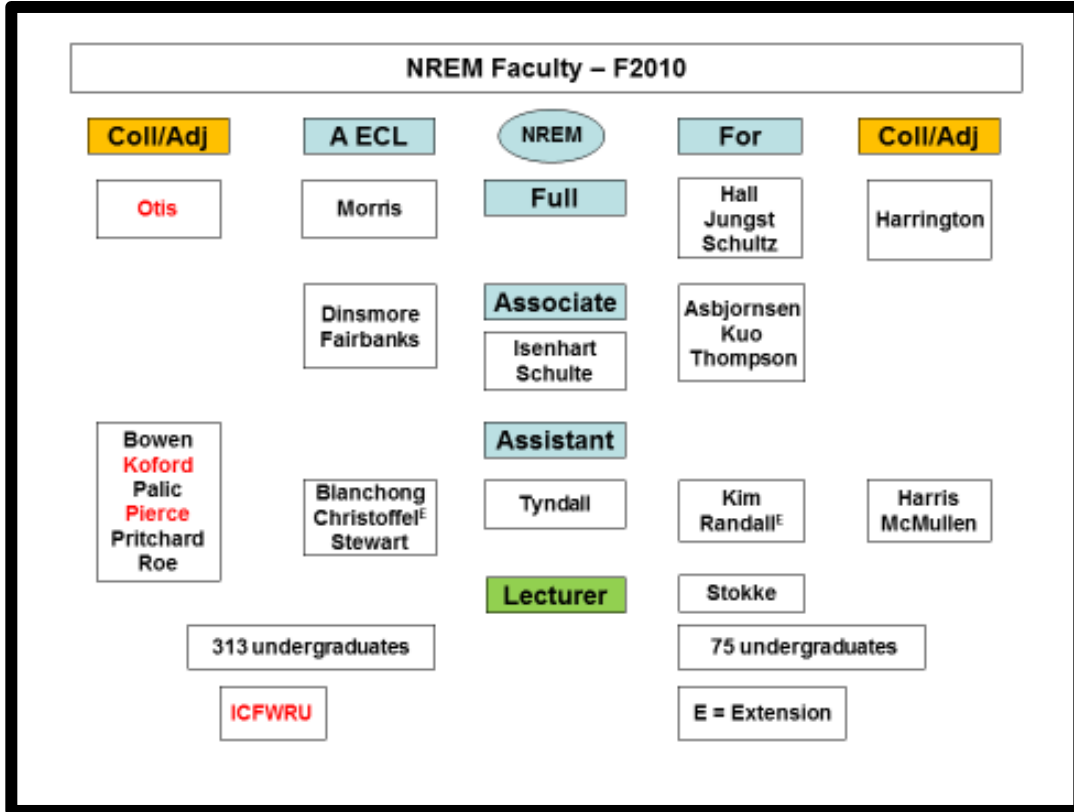 NREM Faculty – F2010
Coll/Adj
A ECL
NREM
For
Coll/Adj
Otis
Morris
Full
Hall
Jungst
Schultz
Harrington
Dinsmore
Fairbanks
Associate
Isenhart
Schulte
Asbjornsen
Kuo
Thompson
Bowen
Koford
Palic
Pierce
Pritchard
Roe
Blanchong
Christoffelᴱ
Stewart
Assistant
Tyndall
Kim
Randallᴱ
Harris
McMullen
Lecturer
Stokke
313 undergraduates
75 undergraduates
ICFWRU
E = Extension